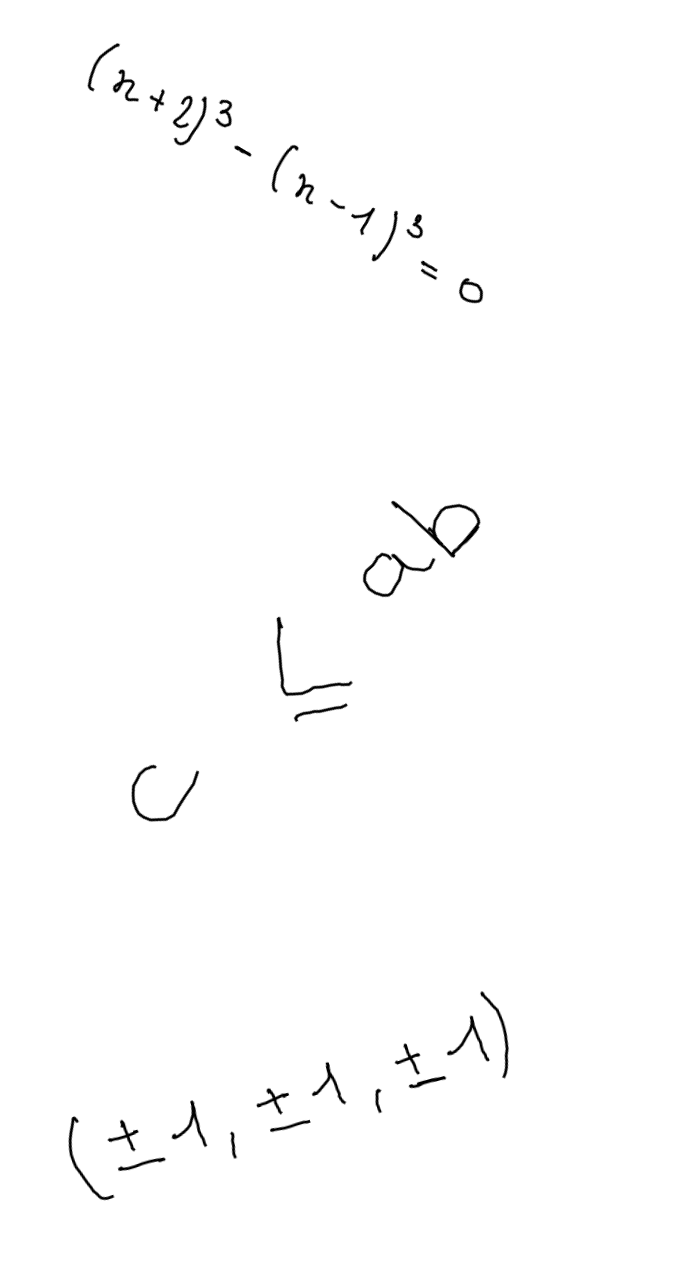 (x+2)³-(x-1)³=0
c ≤ ab
(±1,±1,±1)